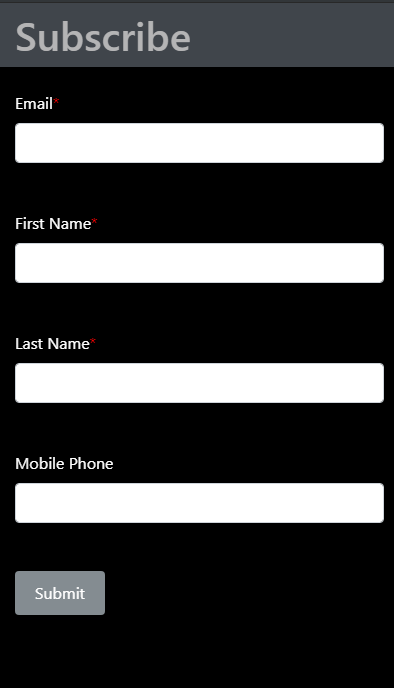 Subscribe
Email*
First Name*
Last Name*
Mobile Phone
Submit